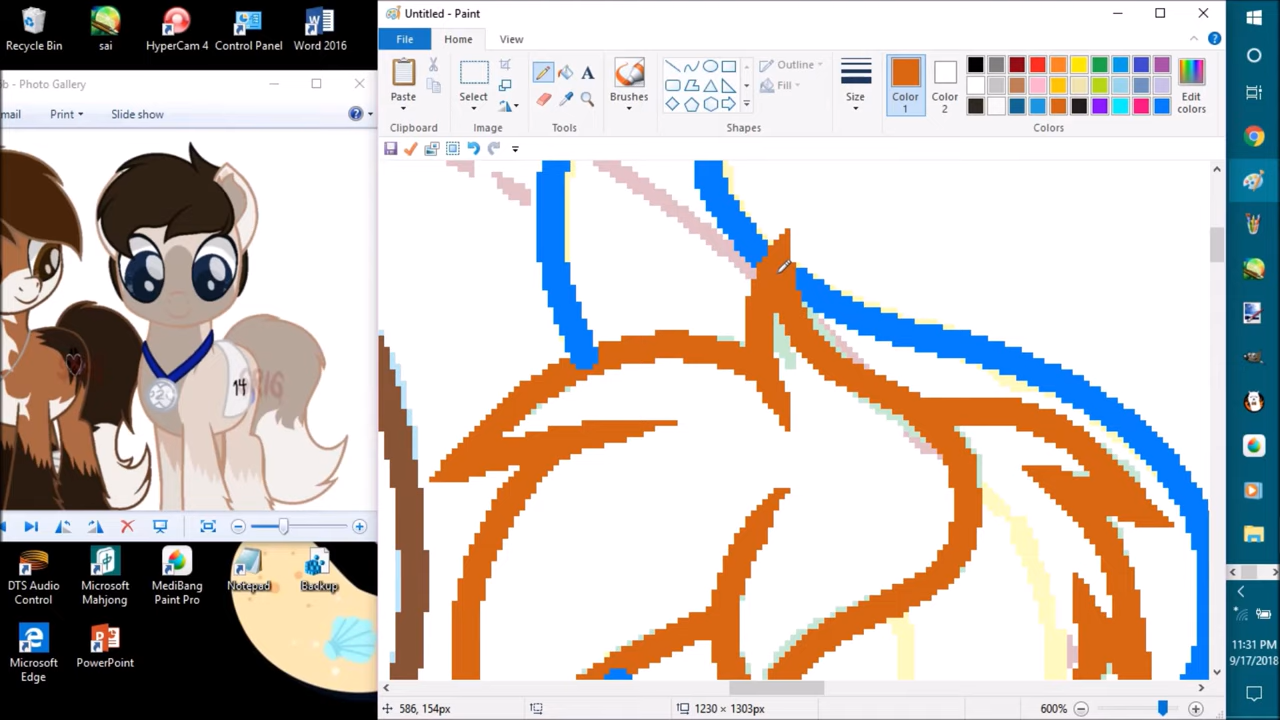 Recycle Bin
sai
HyperCam 4
Control Panel
Word 2016
b - Photo Gallery
mail
Print
Slide show
14
DTS Audio Control
Microsoft Mahjong
MediBang Paint Pro
Notepad
Backup
Microsoft Edge
PowerPoint
Untitled - Paint
File
Home
View
Paste
Clipboard
Select
Image
A
Tools
Brushes
Shapes
Outline
Fill
Size
Color 1
Color 2
Edit colors
Colors
586, 154px
1230 × 1303px
600%
11:31 PM
9/17/2018